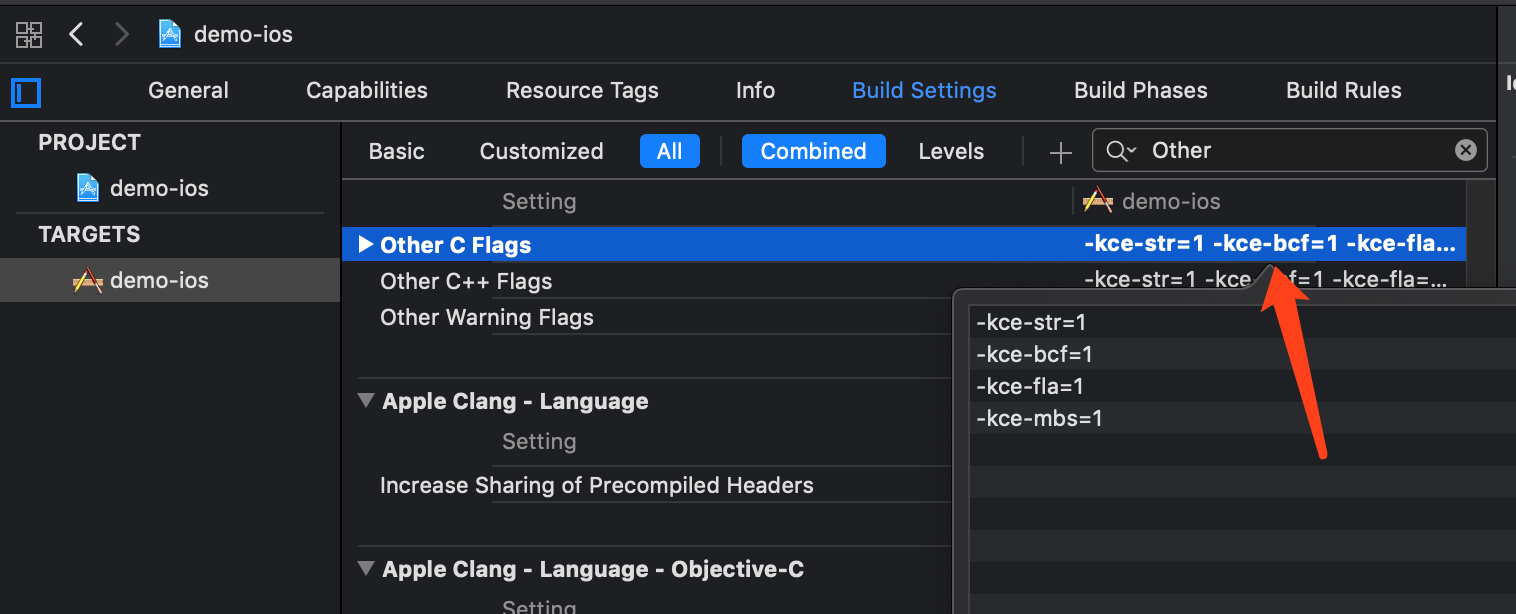 demo-ios
General Capabilities Resource Tags Info Build Settings Build Phases Build Rules
PROJECT
demo-ios
TARGETS
demo-ios
Basic Customized All Combined Levels + Other
Setting demo-ios
Other C Flags -kce-str=1 -kce-bcf=1 -kce-fla...
Other C++ Flags -kce-str=1 -kce- f=1 -kce-fla=...
Other Warning Flags
-kce-str=1
-kce-bcf=1
-kce-fla=1
-kce-mbs=1
Apple Clang - Language
Setting
Increase Sharing of Precompiled Headers
Apple Clang - Language - Objective-C
Setting